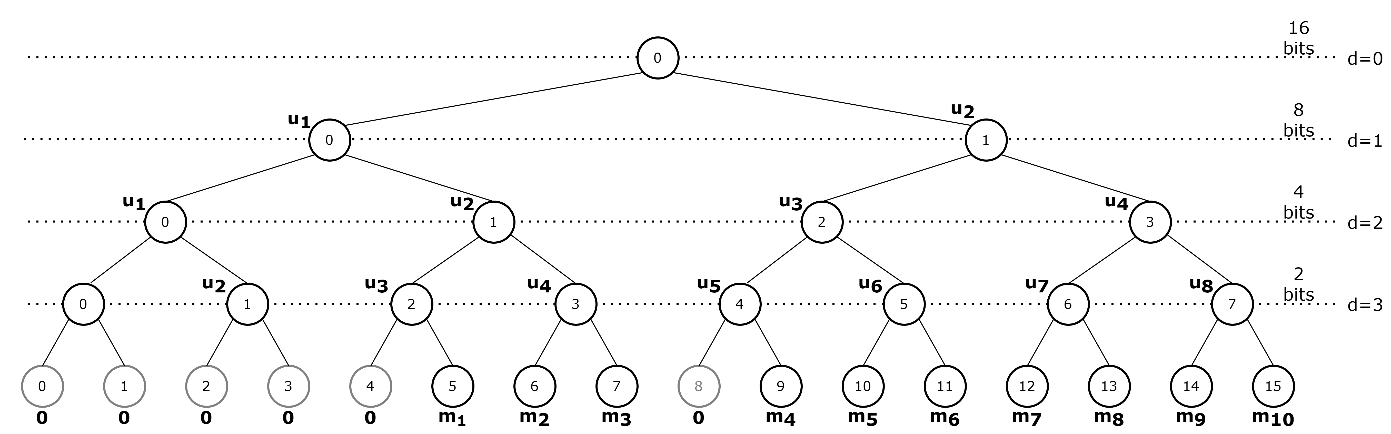 16
bits
0
d=0
u1
u2
8
bits
0
1
d=1
u1
u2
u3
u4
4
bits
0
1
2
3
d=2
u2
u3
u4
u5
u6
u7
u8
2
bits
0
1
2
3
4
5
6
7
d=3
0 1 2 3 4 5 6 7 8 9 10 11 12 13 14 15
0 0 0 0 0 m1 m2 m3 0 m4 m5 m6 m7 m8 m9 m10